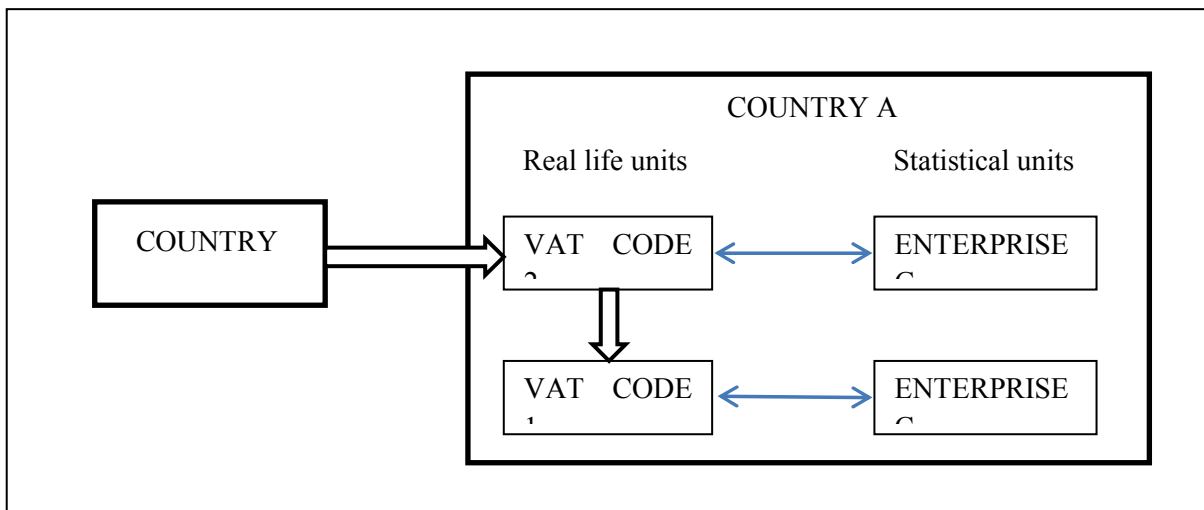 COUNTRY A
Real life units
Statistical units
COUNTRY
VAT CODE
ENTERPRISE
VAT CODE
ENTERPRISE